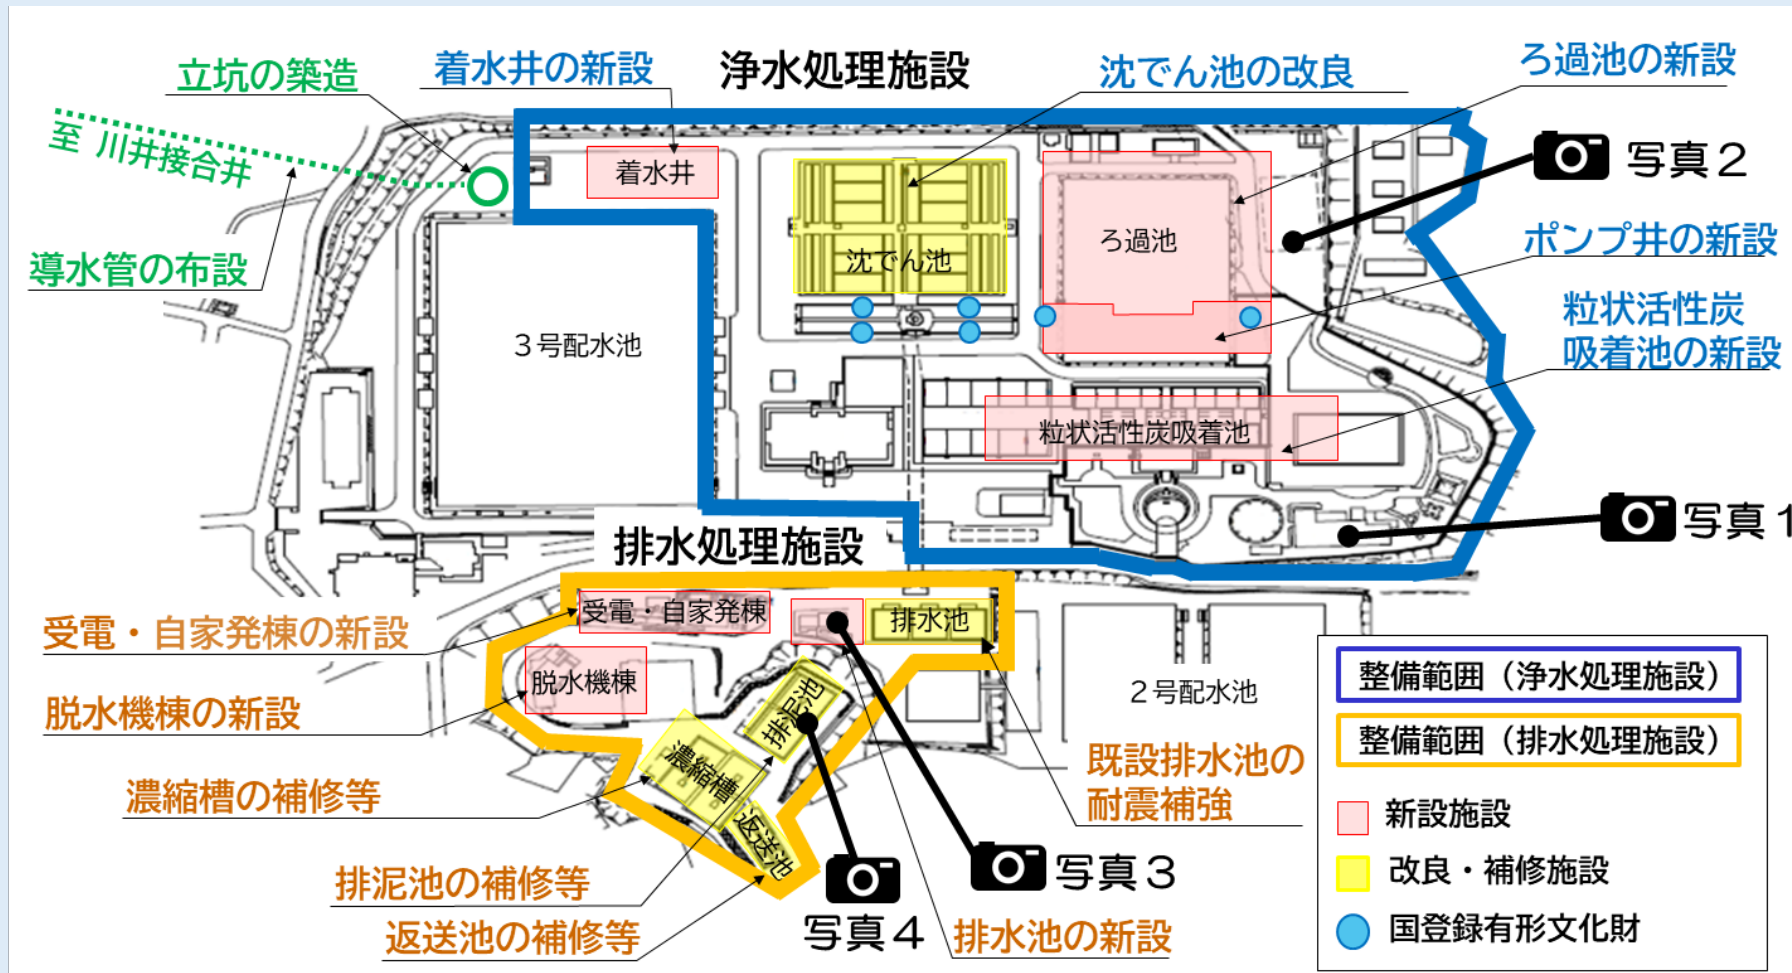 浄水処理施設
立坑の築造
着水井の新設
沈でん池の改良
ろ過池の新設
至 川井接合井
導水管の布設
着水井
沈でん池
ろ過池
写真2
ポンプ井の新設
粒状活性炭
吸着池の新設
3号配水池
粒状活性炭吸着池
写真1
排水処理施設
受電・自家発棟
排水池
受電・自家発棟の新設
脱水機棟
脱水機棟の新設
排泥池
濃縮槽
返送池
2号配水池
濃縮槽の補修等
既設排水池の
耐震補強
排泥池の補修等
返送池の補修等
写真4
写真3
排水池の新設
整備範囲（浄水処理施設）
整備範囲（排水処理施設）
新設施設
改良・補修施設
国登録有形文化財